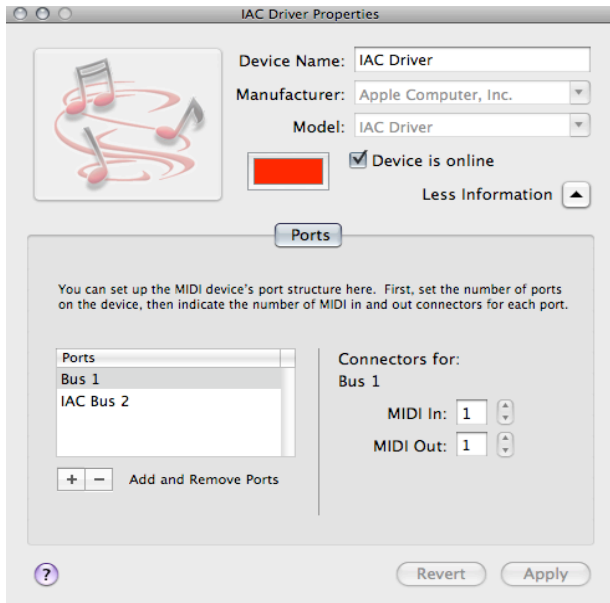 IAC Driver Properties
Device Name: IAC Driver
Manufacturer: Apple Computer, Inc.
Model: IAC Driver
Device is online
Less Information
Ports
You can set up the MIDI device's port structure here. First, set the number of ports
on the device, then indicate the number of MIDI in and out connectors for each port.
Ports
Bus 1
IAC Bus 2
+ − Add and Remove Ports
Connectors for:
Bus 1
MIDI In: 1
MIDI Out: 1
?
Revert
Apply